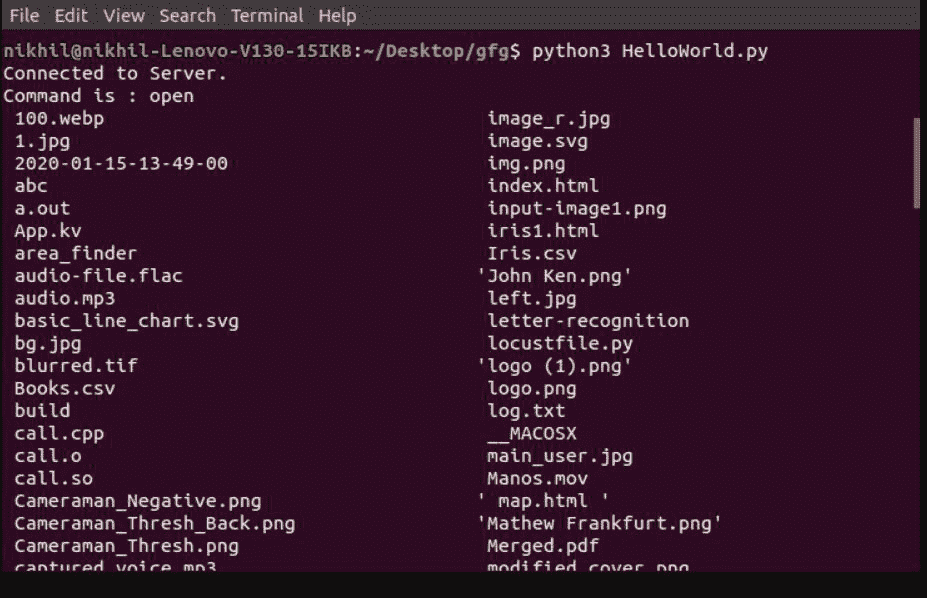 File Edit View Search Terminal Help
nikhil@nikhil-Lenovo-V130-15IKB:~/Desktop/gfg$ python3 HelloWorld.py
Connected to Server.
Command is : open
100.webp image_r.jpg
1.jpg image.svg
2020-01-15-13-49-00 img.png
abc index.html
a.out input-image1.png
App.kv iris1.html
area_finder Iris.csv
audio-file.flac 'John Ken.png'
audio.mp3 left.jpg
basic_line_chart.svg letter-recognition
bg.jpg locustfile.py
blurred.tif 'logo (1).png'
Books.csv logo.png
build log.txt
call.cpp __MACOSX
call.o main_user.jpg
call.so Manos.mov
Cameraman_Negative.png ' map.html '
Cameraman_Thresh_Back.png 'Mathew Frankfurt.png'
Cameraman_Thresh.png Merged.pdf
captured_voice.mp3 modified_cover.png